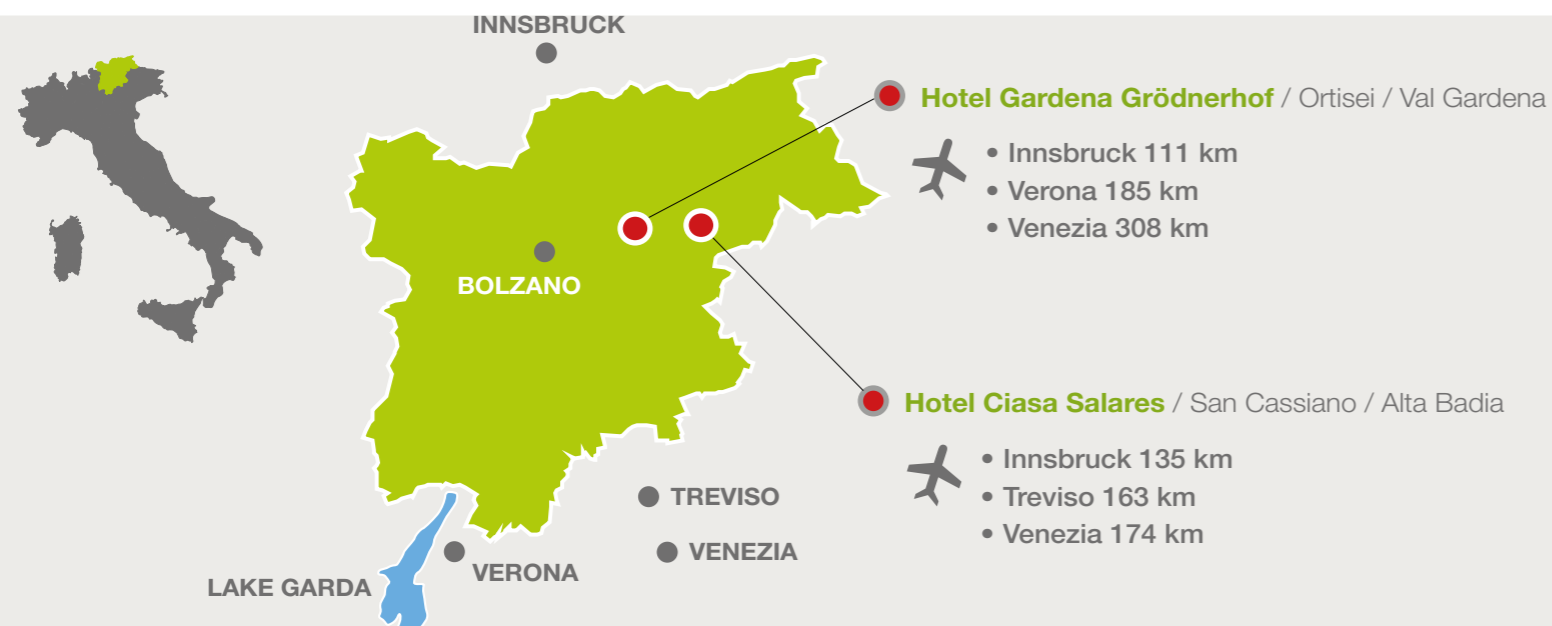 INNSBRUCK
Hotel Gardena Grödnerhof / Ortisei / Val Gardena
• Innsbruck 111 km
• Verona 185 km
• Venezia 308 km
BOLZANO
Hotel Ciasa Salares / San Cassiano / Alta Badia
• Innsbruck 135 km
• Treviso 163 km
• Venezia 174 km
TREVISO
VENEZIA
VERONA
LAKE GARDA